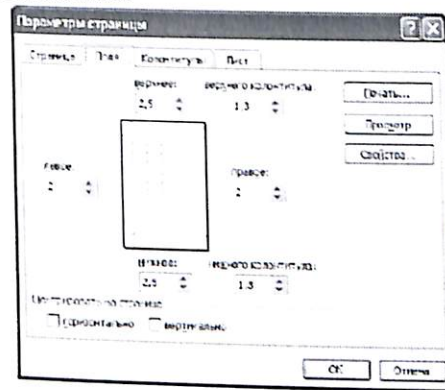 Параметры страницы
Страница Поля Колонтитулы Лист
верхнее: верхнего колонтитула:
2,5 1,3
Печать...
Просмотр
Свойства...
левое: правое:
2 2
нижнее: нижнего колонтитула:
2,5 1,3
Центрировать на странице
горизонтально вертикально
ОК Отмена